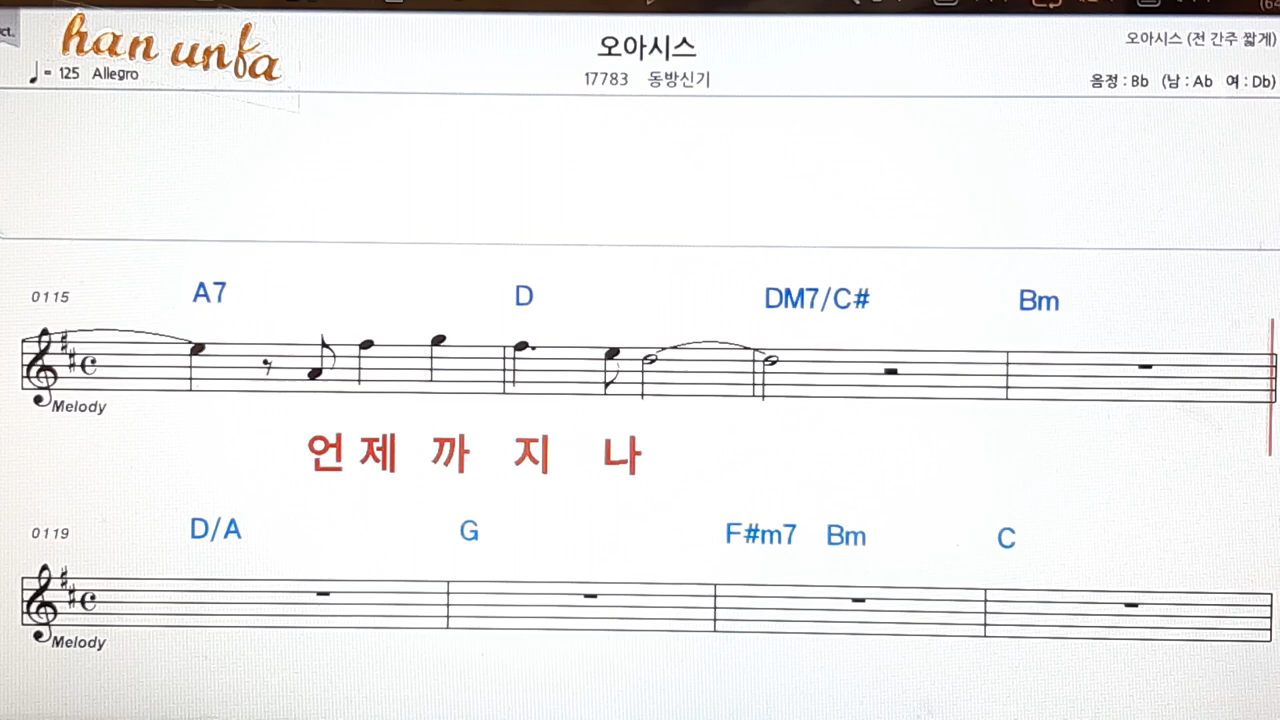 han unfa
오아시스
오아시스 (전 간주 짧게)
♩= 125 Allegro
17783 동방신기
음정 : Bb (남 : Ab 여 : Db)
0115 A7 D DM7/C# Bm
Melody
언 제 까 지 나
0119 D/A G F#m7 Bm C
Melody